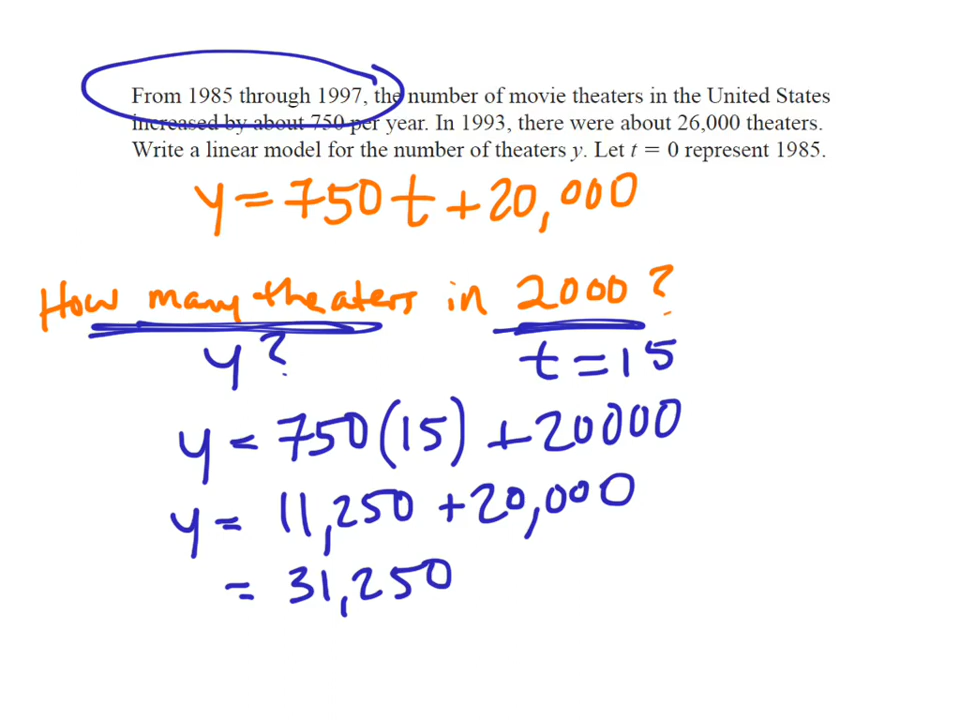 From 1985 through 1997, the number of movie theaters in the United States
increased by about 750 per year. In 1993, there were about 26,000 theaters.
Write a linear model for the number of theaters y. Let t = 0 represent 1985.
y = 750t + 20,000
How many theaters in 2000?
y? t = 15
y = 750(15) + 20000
y = 11,250 + 20,000
= 31,250